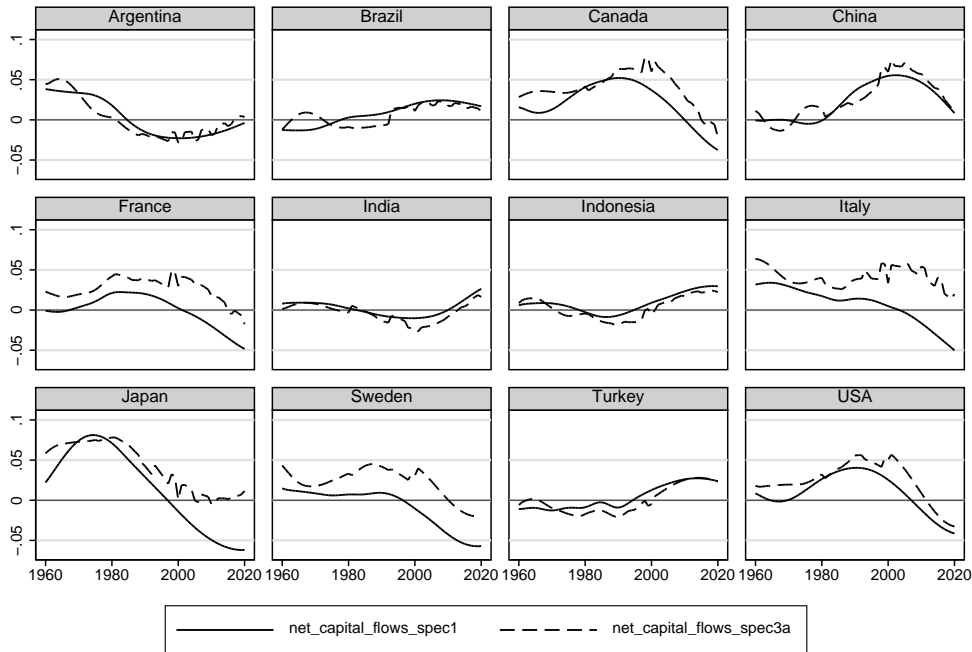 Argentina Brazil Canada China
.1
.05
0
-.05
France India Indonesia Italy
.1
.05
0
-.05
Japan Sweden Turkey USA
.1
.05
0
-.05
1960 1980 2000 2020 1960 1980 2000 2020 1960 1980 2000 2020 1960 1980 2000 2020
net_capital_flows_spec1 net_capital_flows_spec3a